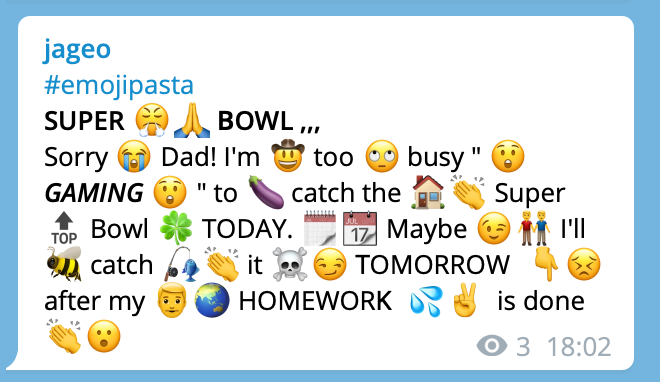 jageo
#emojipasta
SUPER 😤🙏 BOWL ,,,
Sorry 😭 Dad! I'm 🤠 too 🙄 busy " 😲
GAMING 😲 " to 🍆 catch the 🏠👏 Super
🔝 Bowl 🍀 TODAY. 🗓📅 Maybe 😉👬 I'll
🐝 catch 🎣👏 it ☠😏 TOMORROW 👇😣
after my 👨🌏 HOMEWORK 💦✌ is done
👏😮
3 18:02